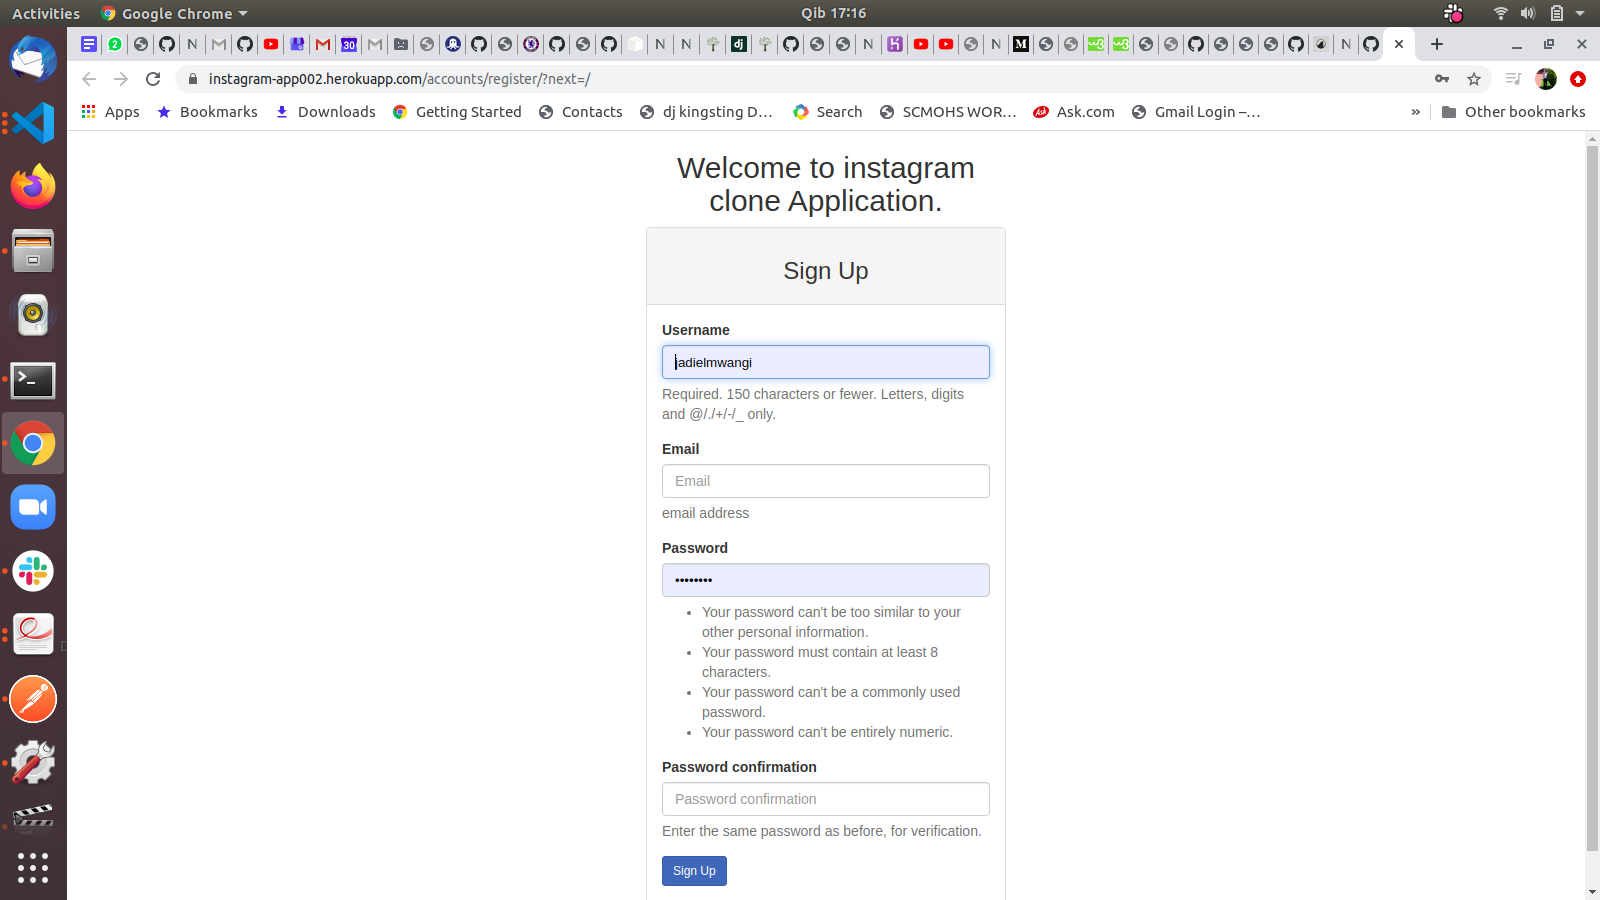 Activities Google Chrome Qib 17:16
instagram-app002.herokuapp.com/accounts/register/?next=/
Apps Bookmarks Downloads Getting Started Contacts dj kingsting D... Search SCMOHS WOR... Ask.com Gmail Login –... » Other bookmarks
Welcome to instagram
clone Application.
Sign Up
Username
jadielmwangi
Required. 150 characters or fewer. Letters, digits
and @/./+/-/_ only.
Email
Email
email address
Password
••••••••
• Your password can't be too similar to your
other personal information.
• Your password must contain at least 8
characters.
• Your password can't be a commonly used
password.
• Your password can't be entirely numeric.
Password confirmation
Password confirmation
Enter the same password as before, for verification.
Sign Up